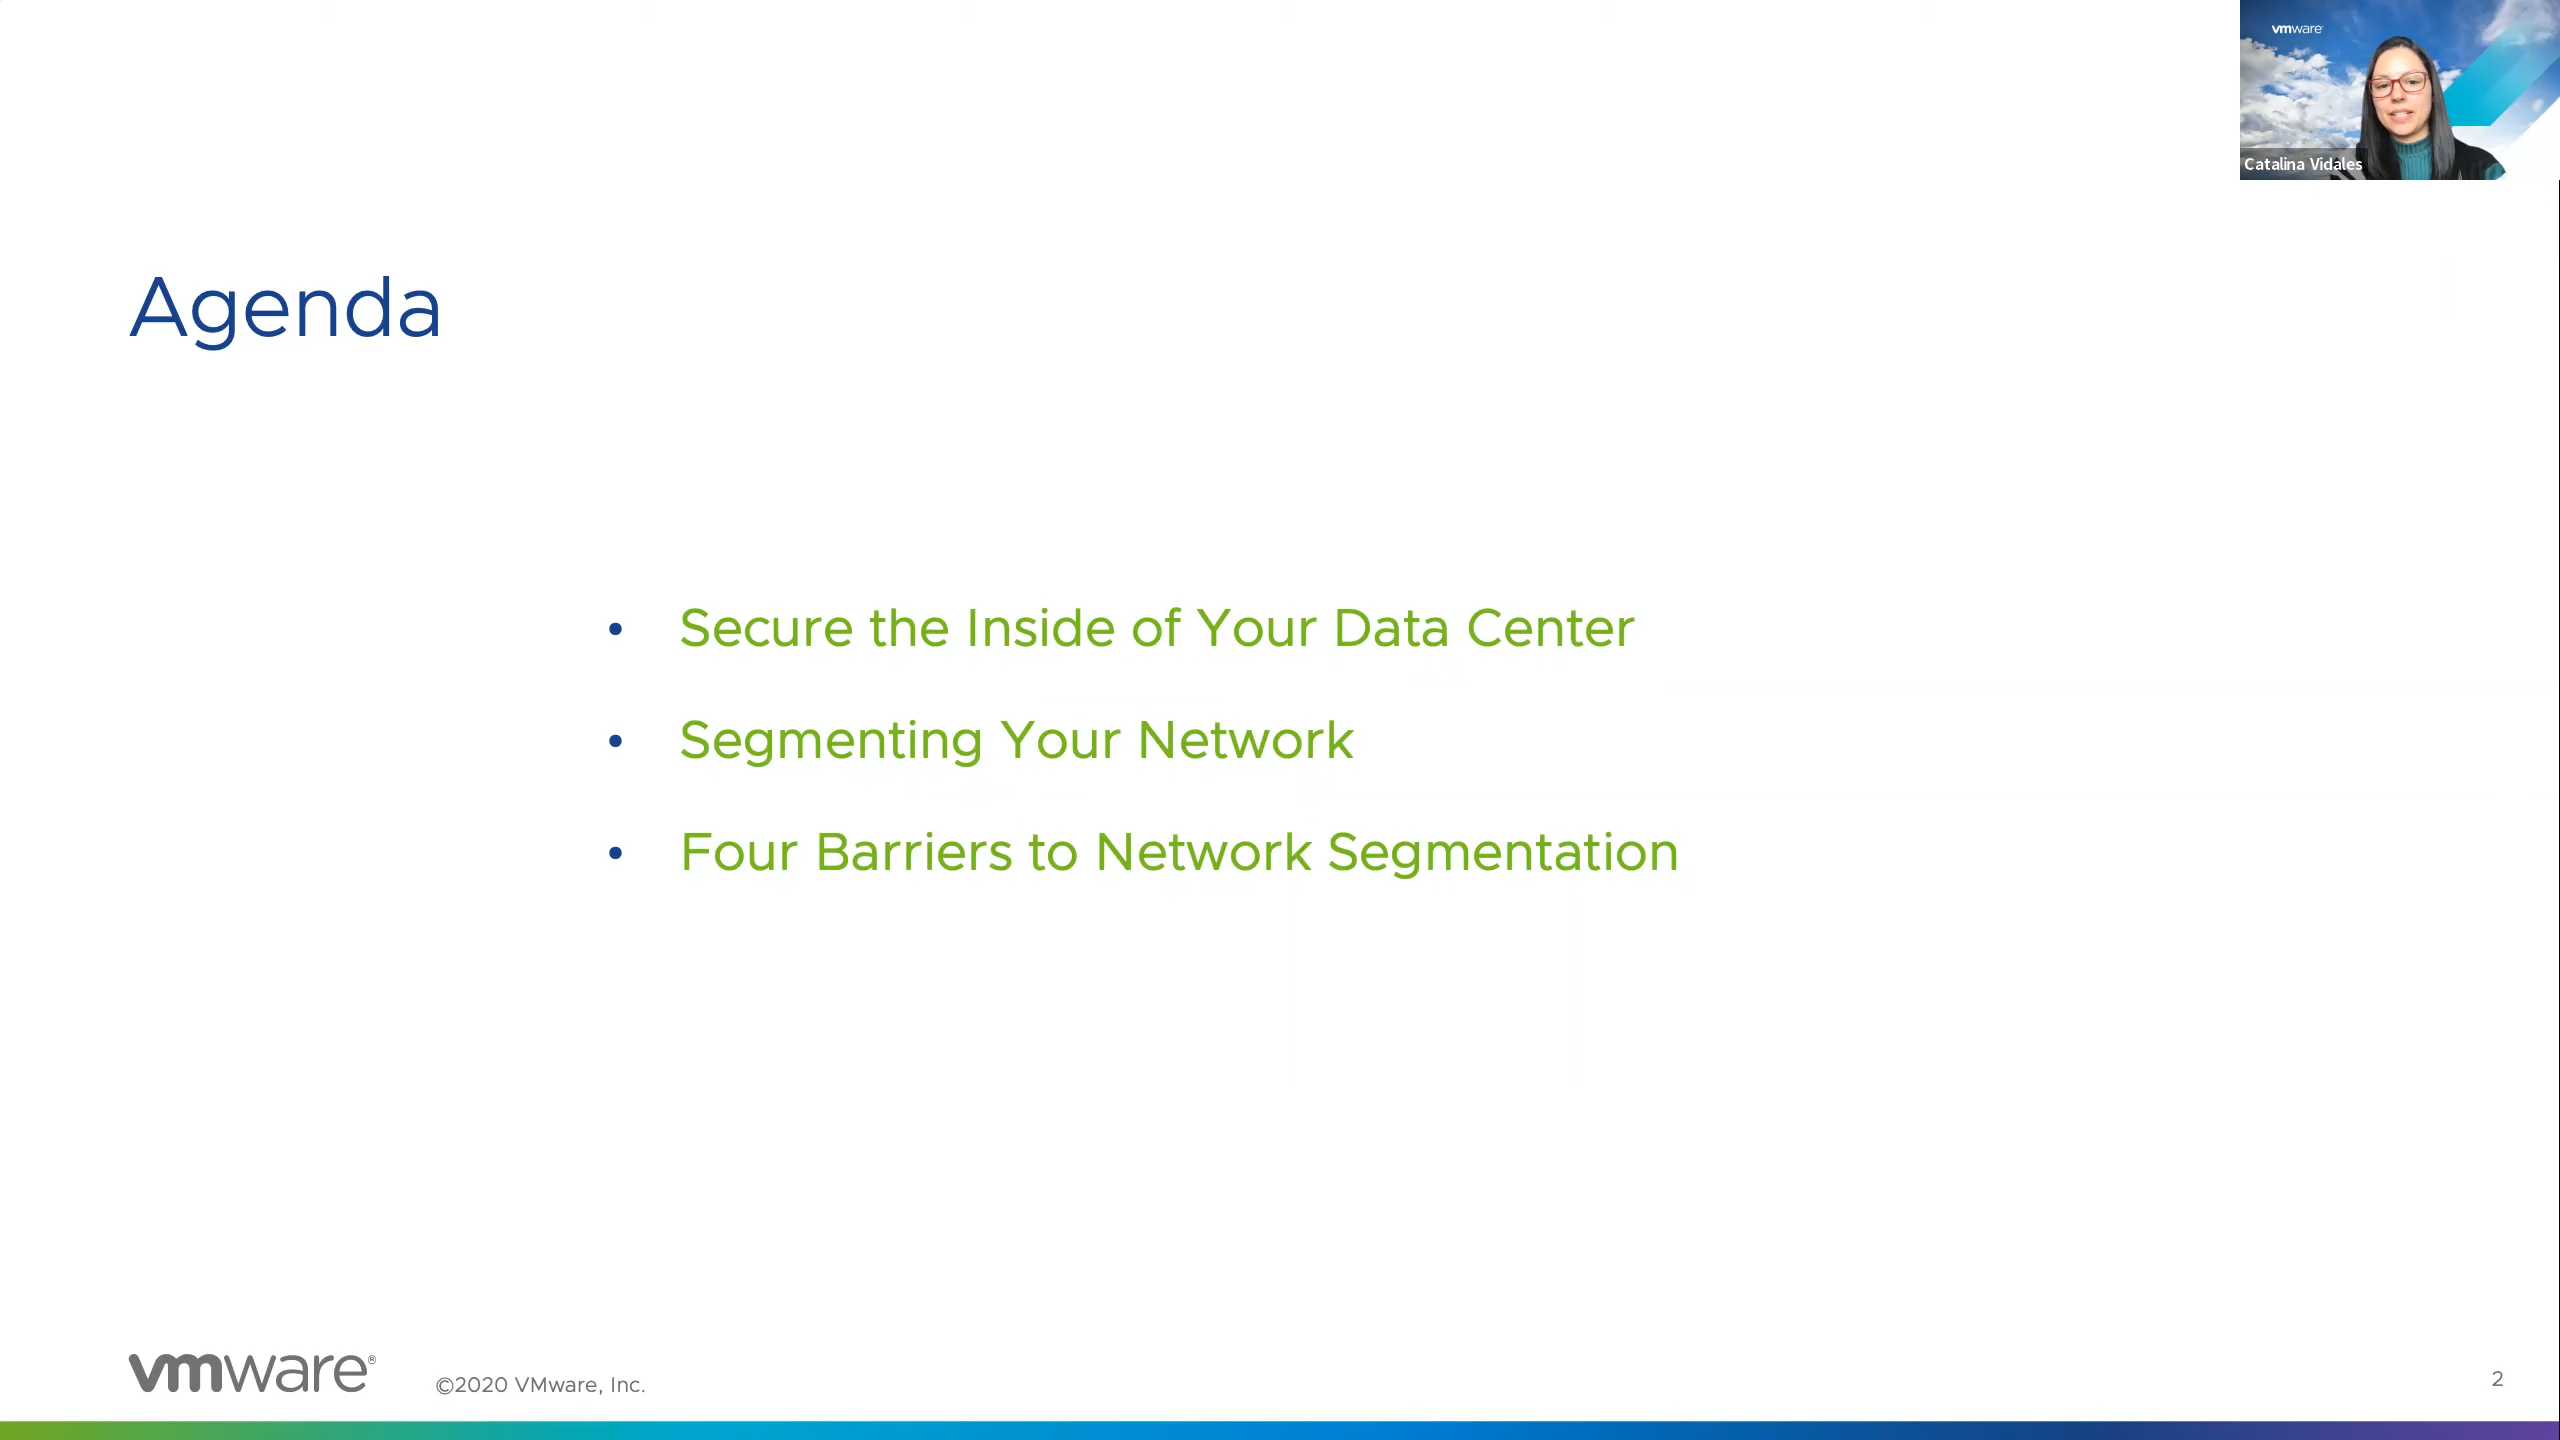 vmware
Catalina Vidales
Agenda
• Secure the Inside of Your Data Center
• Segmenting Your Network
• Four Barriers to Network Segmentation
vmware®
©2020 VMware, Inc.
2